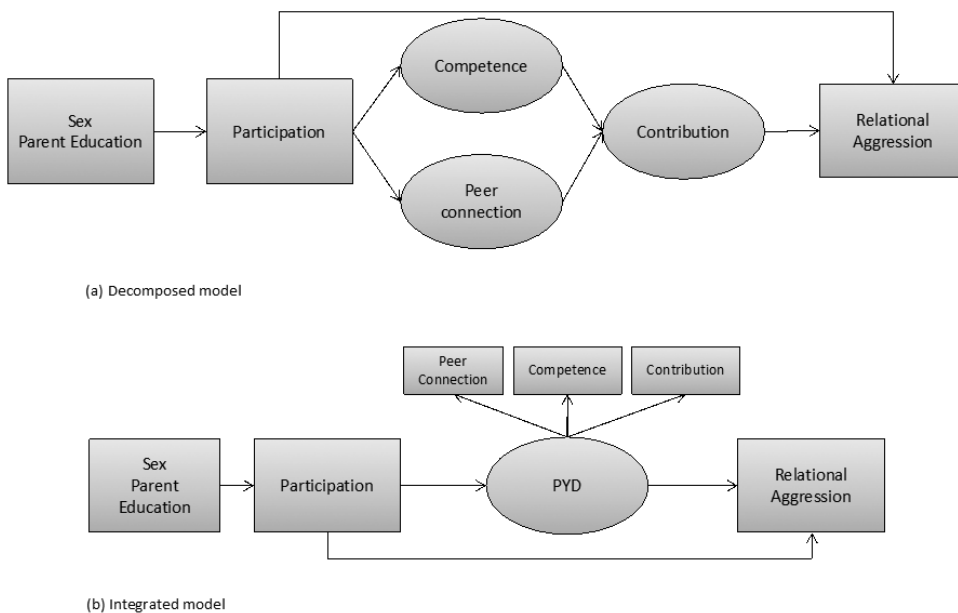 Sex
Parent Education
Participation
Competence
Peer
connection
Contribution
Relational
Aggression
(a) Decomposed model
Peer
Connection
Competence
Contribution
Sex
Parent
Education
Participation
PYD
Relational
Aggression
(b) Integrated model